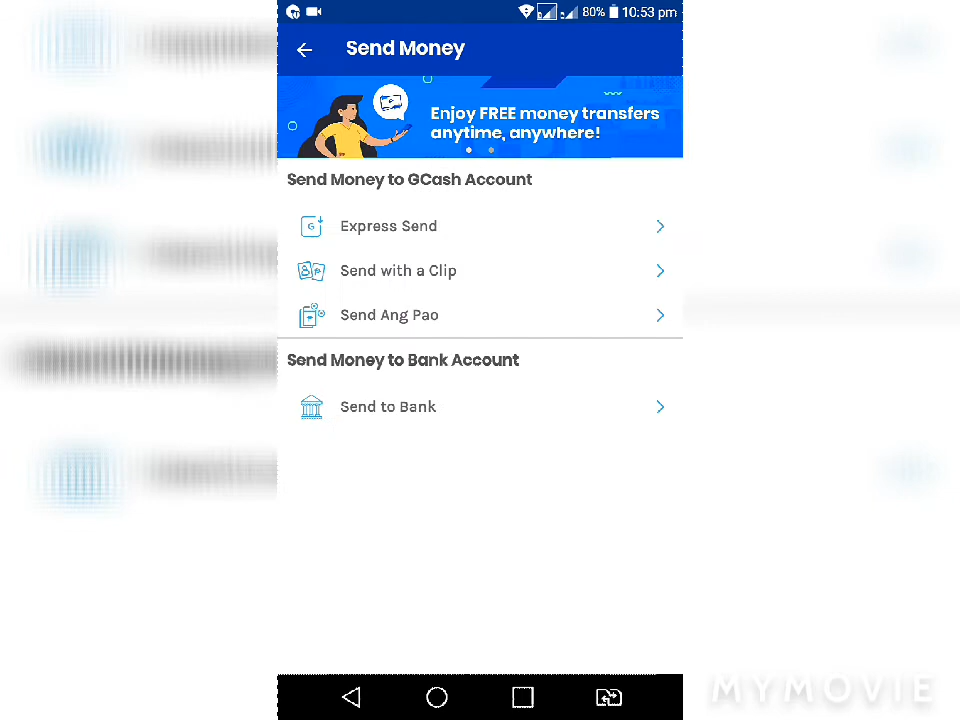 80% 10:53 pm
Send Money
Enjoy FREE money transfers
anytime, anywhere!
Send Money to GCash Account
G
Express Send
Send with a Clip
Send Ang Pao
Send Money to Bank Account
Send to Bank
MYMOVIE